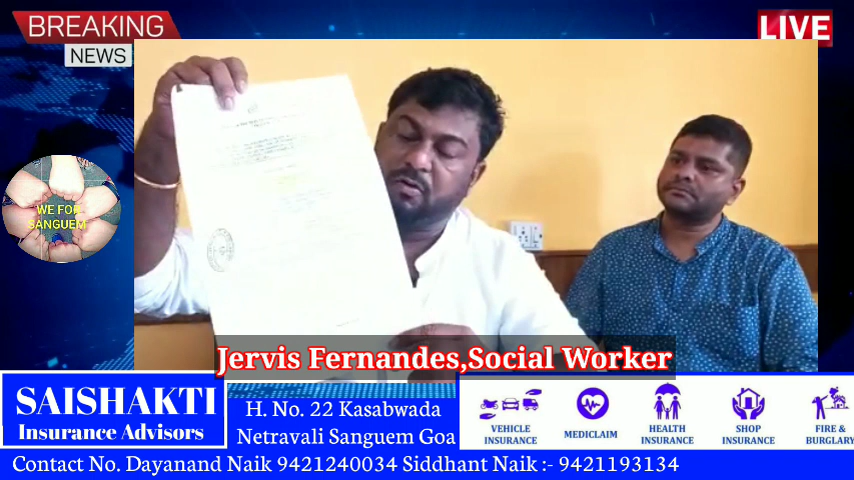 BREAKING
NEWS
LIVE
WE FOR
SANGUEM
Jervis Fernandes,Social Worker
SAISHAKTI
Insurance Advisors
H. No. 22 Kasabwada
Netravali Sanguem Goa
VEHICLE
INSURANCE
MEDICLAIM
HEALTH
INSURANCE
SHOP
INSURANCE
FIRE &
BURGLARY
Contact No. Dayanand Naik 9421240034 Siddhant Naik :- 9421193134